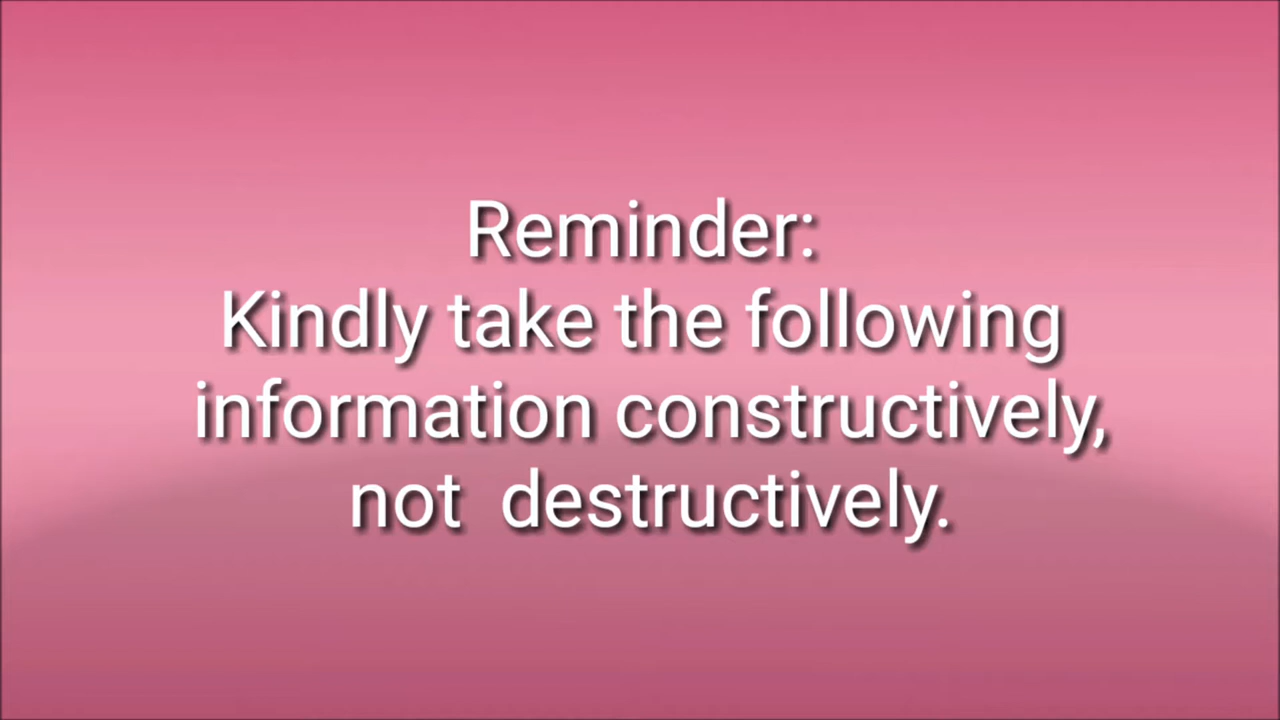 Reminder:
Kindly take the following
information constructively,
not  destructively.